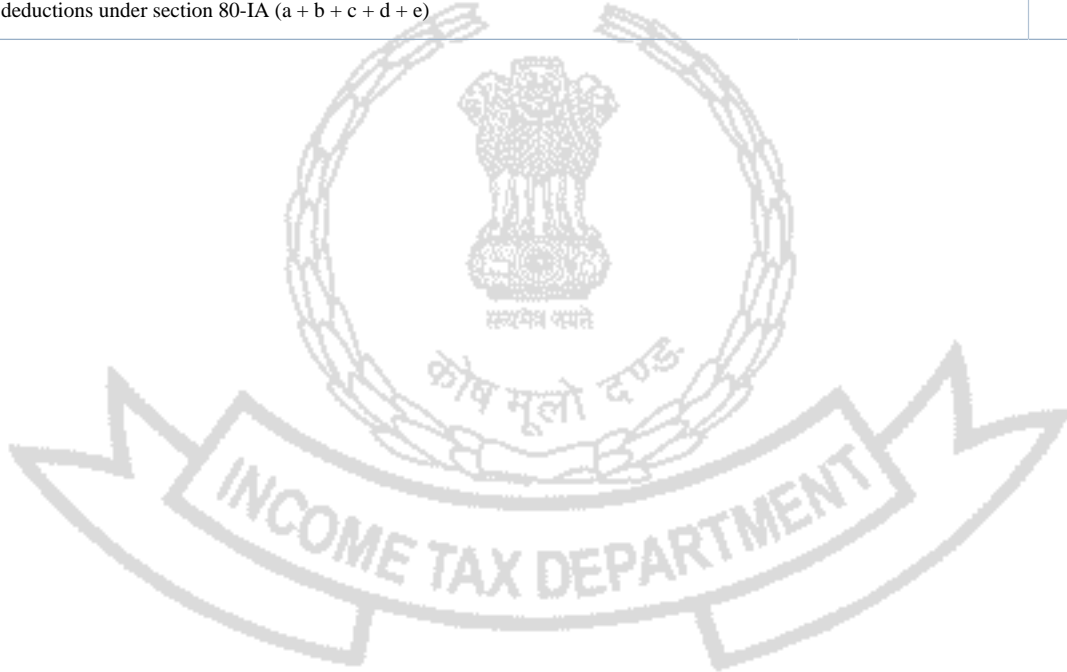 deductions under section 80-IA (a + b + c + d + e)
सत्यमेव जयते
कोष मूलो दण्ड:
INCOME TAX DEPARTMENT